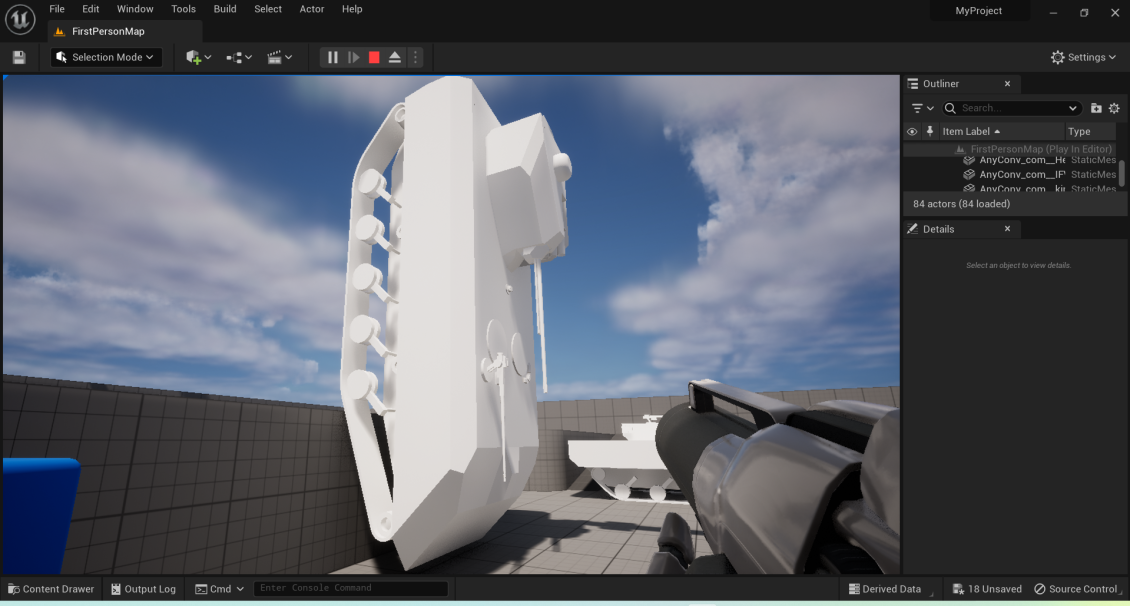 File Edit Window Tools Build Select Actor Help
MyProject
FirstPersonMap
Selection Mode
Settings
Outliner
Search...
Item Label Type
FirstPersonMap (Play In Editor)
AnyConv_com__He StaticMes
AnyConv_com__IF StaticMes
AnyConv_com__kin StaticMes
84 actors (84 loaded)
Details
Select an object to view details.
Content Drawer Output Log Cmd Enter Console Command Derived Data 18 Unsaved Source Control